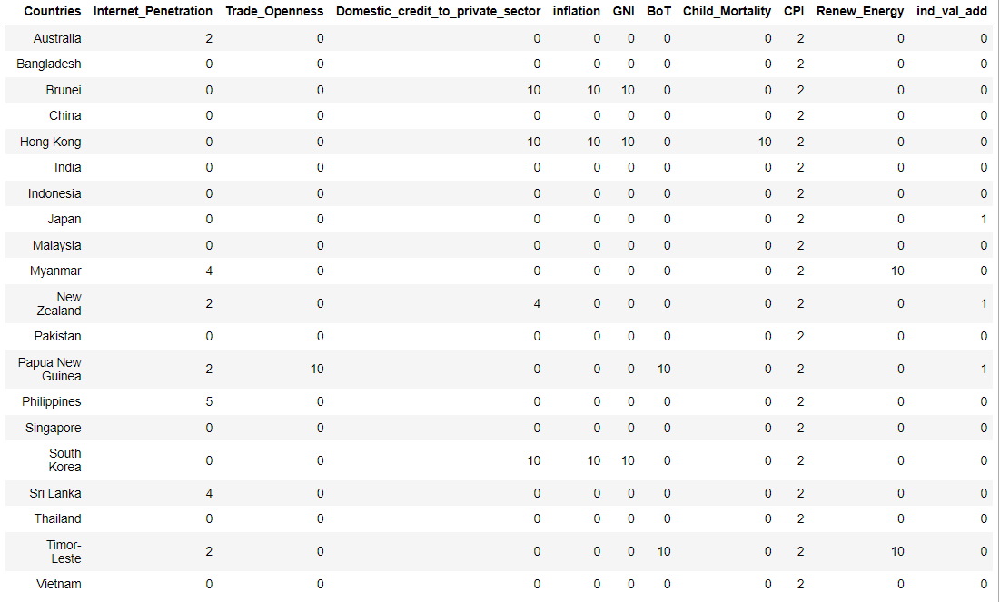 Countries Internet_Penetration Trade_Openness Domestic_credit_to_private_sector inflation GNI BoT Child_Mortality CPI Renew_Energy ind_val_add
Australia 2 0 0 0 0 0 0 2 0 0
Bangladesh 0 0 0 0 0 0 0 2 0 0
Brunei 0 0 10 10 10 0 0 2 0 0
China 0 0 0 0 0 0 0 2 0 0
Hong Kong 0 0 10 10 10 0 10 2 0 0
India 0 0 0 0 0 0 0 2 0 0
Indonesia 0 0 0 0 0 0 0 2 0 0
Japan 0 0 0 0 0 0 0 2 0 1
Malaysia 0 0 0 0 0 0 0 2 0 0
Myanmar 4 0 0 0 0 0 0 2 10 0
New
Zealand 2 0 4 0 0 0 0 2 0 1
Pakistan 0 0 0 0 0 0 0 2 0 0
Papua New
Guinea 2 10 0 0 0 10 0 2 0 1
Philippines 5 0 0 0 0 0 0 2 0 0
Singapore 0 0 0 0 0 0 0 2 0 0
South
Korea 0 0 10 10 10 0 0 2 0 0
Sri Lanka 4 0 0 0 0 0 0 2 0 0
Thailand 0 0 0 0 0 0 0 2 0 0
Timor-
Leste 2 0 0 0 0 10 0 2 10 0
Vietnam 0 0 0 0 0 0 0 2 0 0